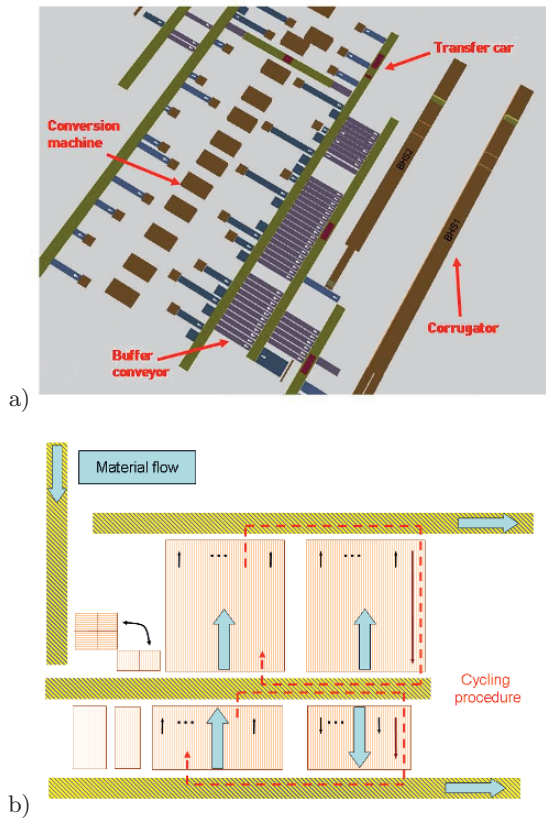 Transfer car
Conversion
machine
BHS2
BHS1
Corrugator
Buffer
conveyor
a)
Material flow
Cycling
procedure
b)